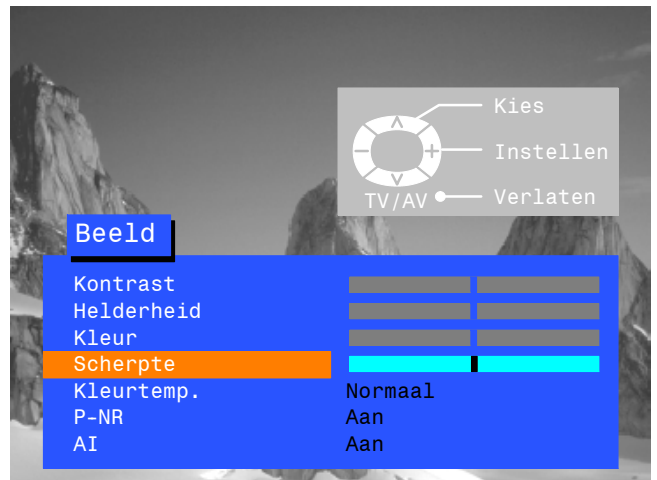 Kies
Instellen
TV/AV Verlaten
Beeld
Kontrast
Helderheid
Kleur
Scherpte
Kleurtemp. Normaal
P-NR Aan
AI Aan